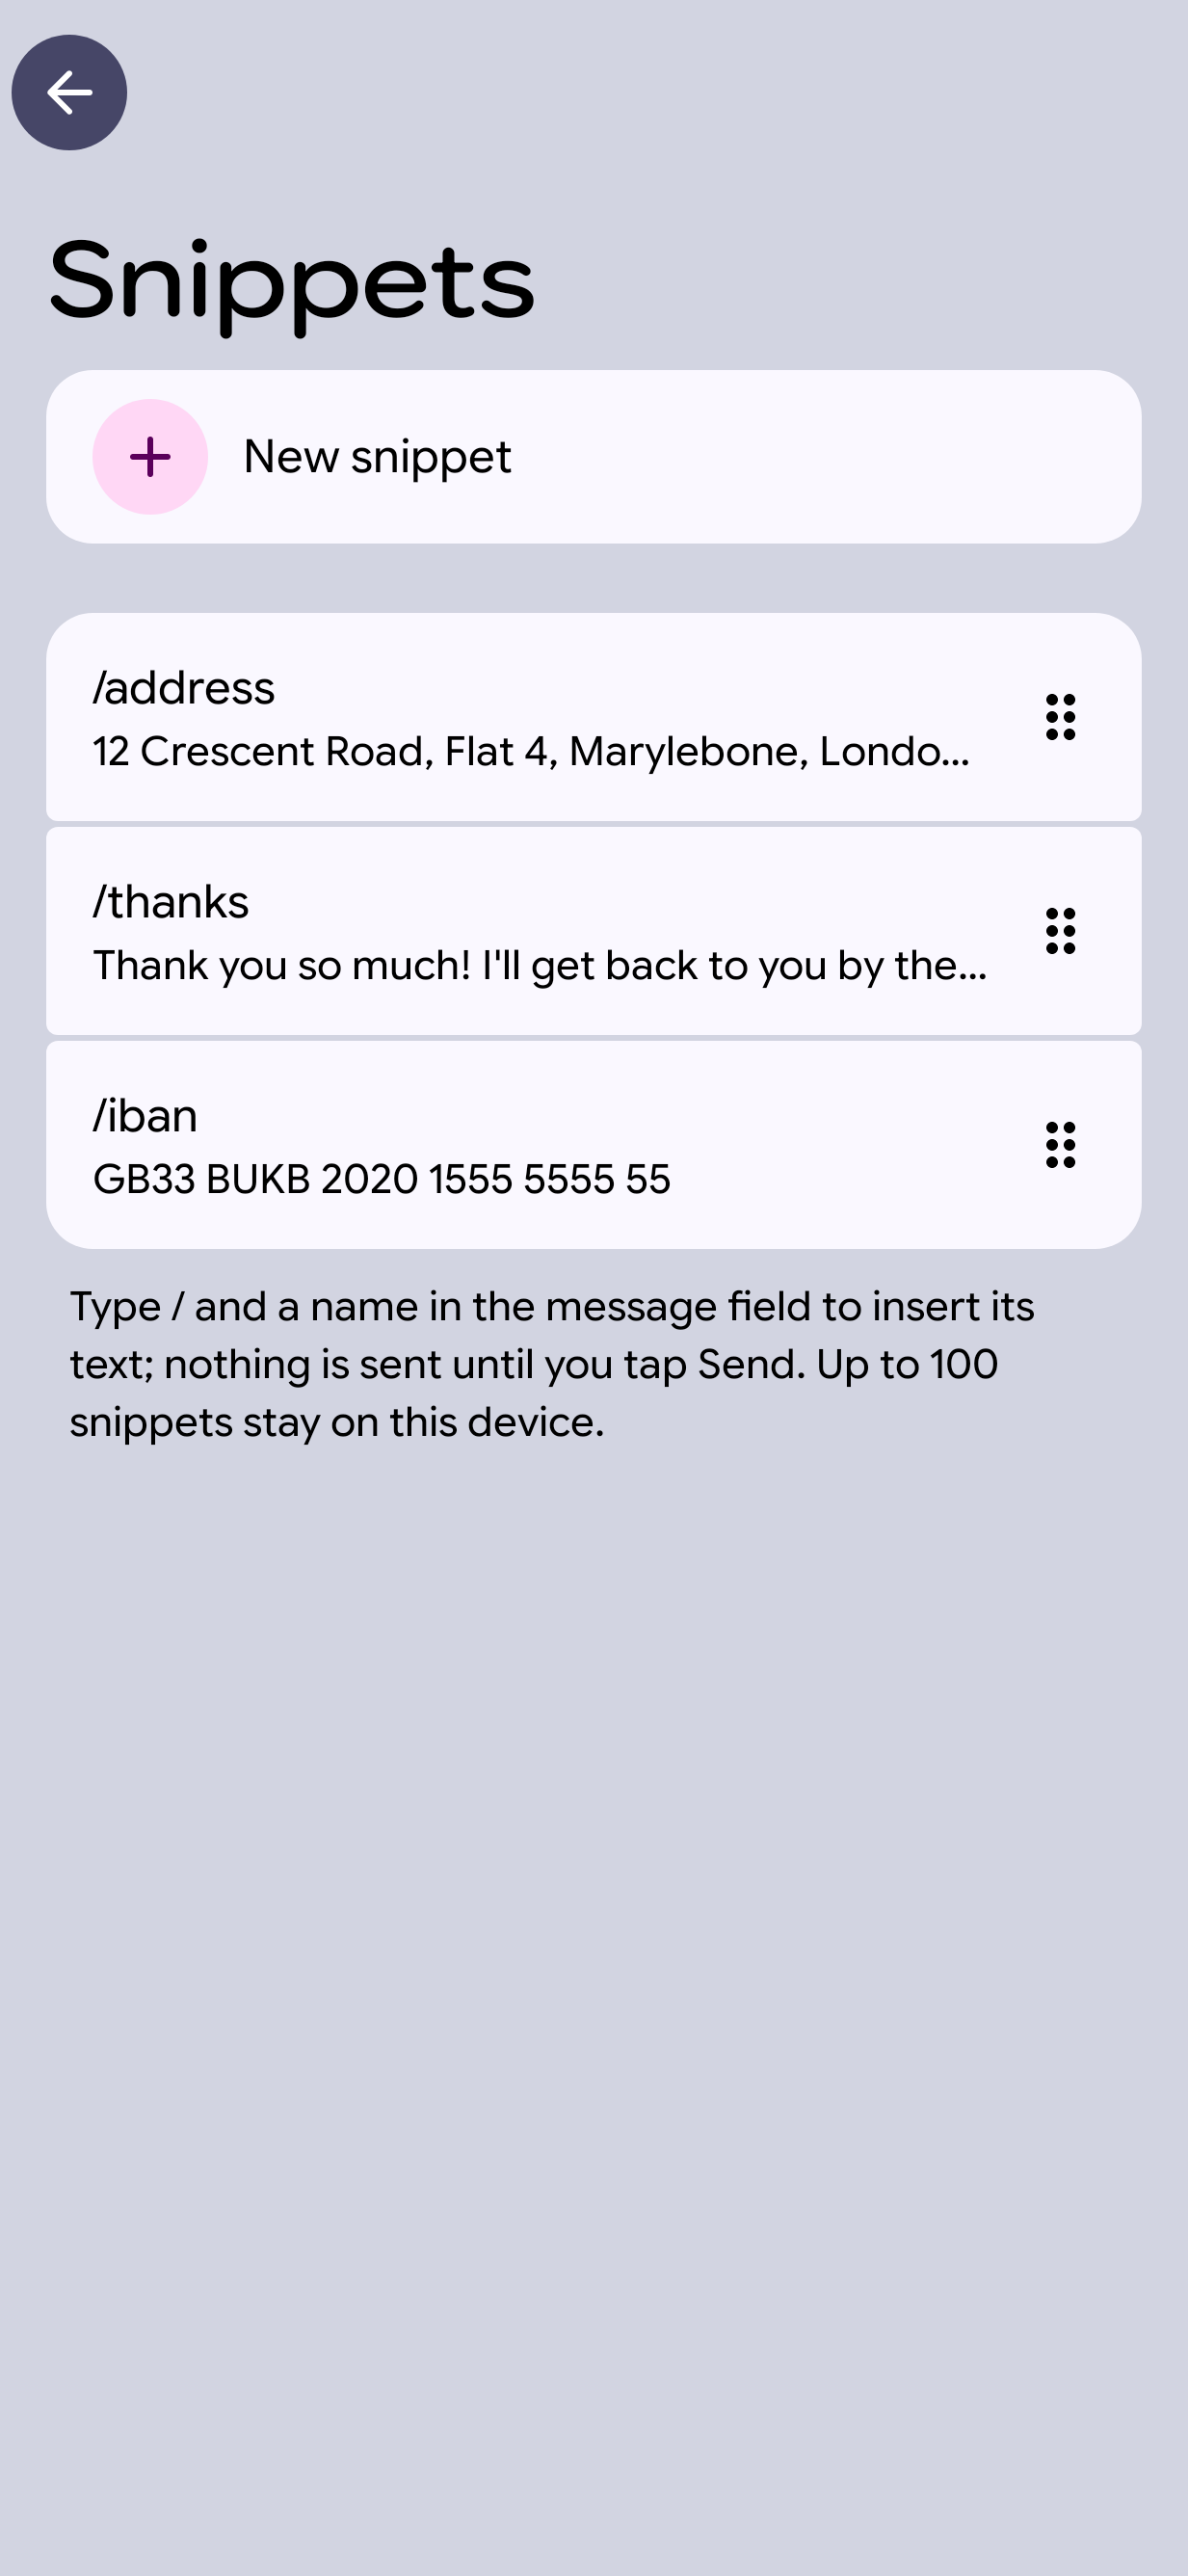 Snippets
New snippet
/address
12 Crescent Road, Flat 4, Marylebone, Londo...
/thanks
Thank you so much! I'll get back to you by the...
/iban
GB33 BUKB 2020 1555 5555 55
Type / and a name in the message field to insert its
text; nothing is sent until you tap Send. Up to 100
snippets stay on this device.